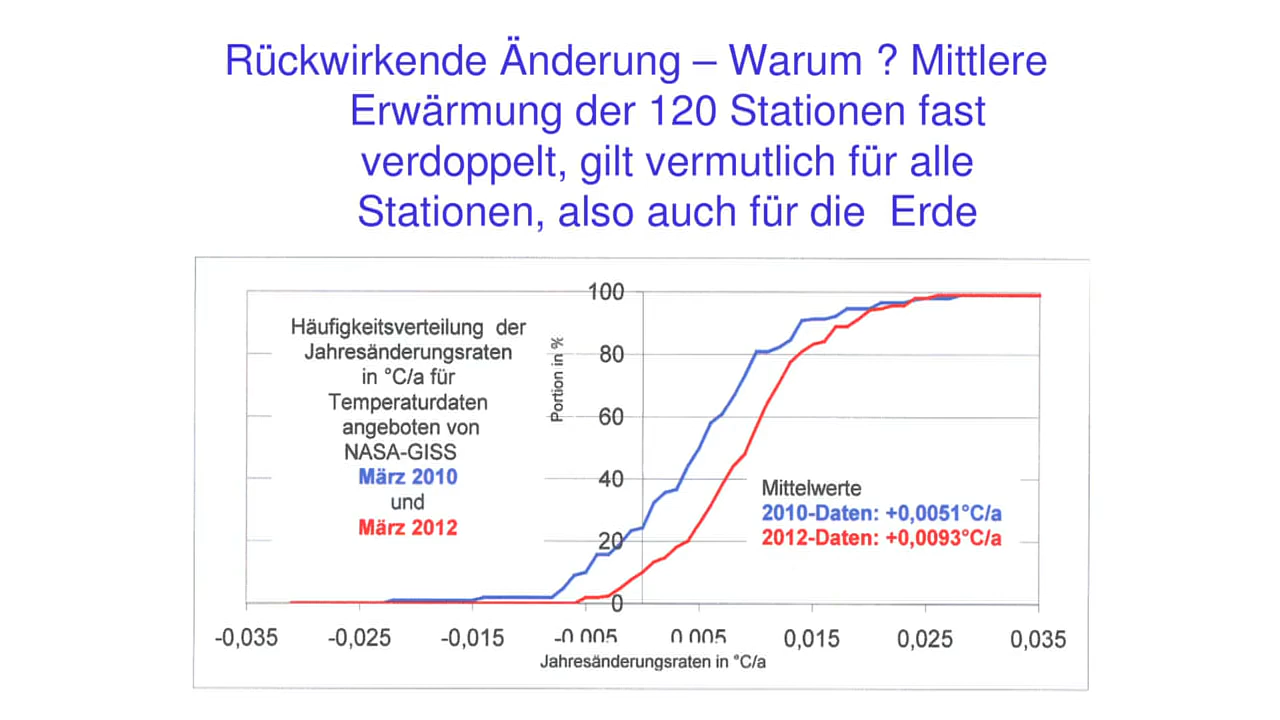 Rückwirkende Änderung – Warum ? Mittlere
Erwärmung der 120 Stationen fast
verdoppelt, gilt vermutlich für alle
Stationen, also auch für die Erde
Häufigkeitsverteilung der
Jahresänderungsraten
in °C/a für
Temperaturdaten
angeboten von
NASA-GISS
März 2010
und
März 2012
Portion in %
100
80
60
40
20
0
Mittelwerte
2010-Daten: +0,0051°C/a
2012-Daten: +0,0093°C/a
-0,035 -0,025 -0,015 -0,005 0,005 0,015 0,025 0,035
Jahresänderungsraten in °C/a